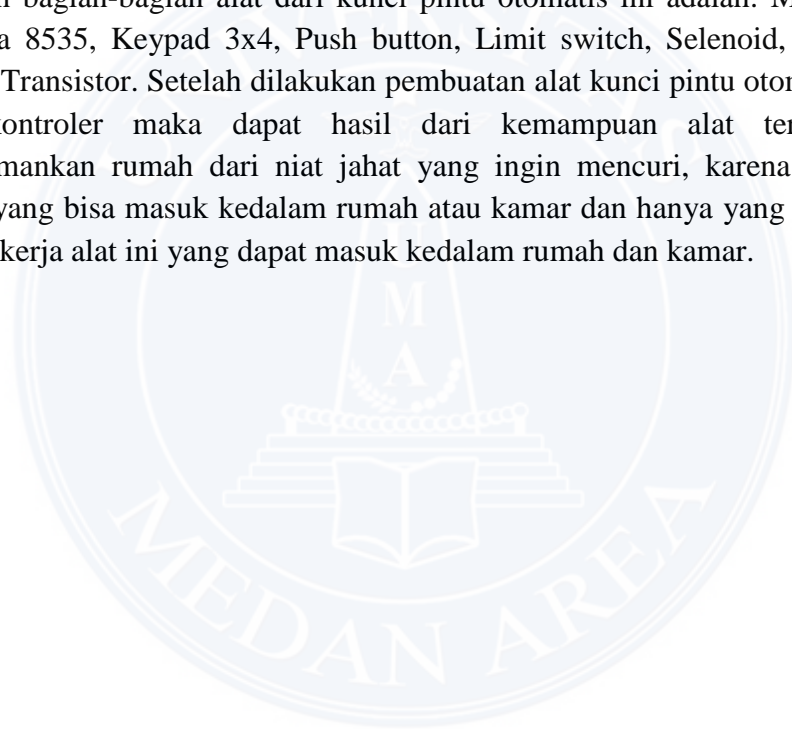 bagian-bagian alat dari kunci pintu otomatis ini adalah: M
a 8535, Keypad 3x4, Push button, Limit switch, Selenoid,
Transistor. Setelah dilakukan pembuatan alat kunci pintu otom
kontroler maka dapat hasil dari kemampuan alat ter
mankan rumah dari niat jahat yang ingin mencuri, karena
yang bisa masuk kedalam rumah atau kamar dan hanya yang
kerja alat ini yang dapat masuk kedalam rumah dan kamar.
U
M
A
MEDAN AREA